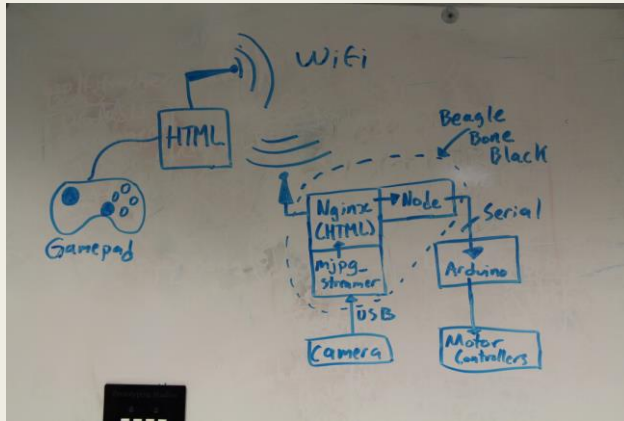 WiFi
HTML
Gamepad
Beagle
Bone
Black
Nginx
(HTML)
Node
Serial
mjpg_
streamer
Arduino
USB
Camera
Motor
Controllers